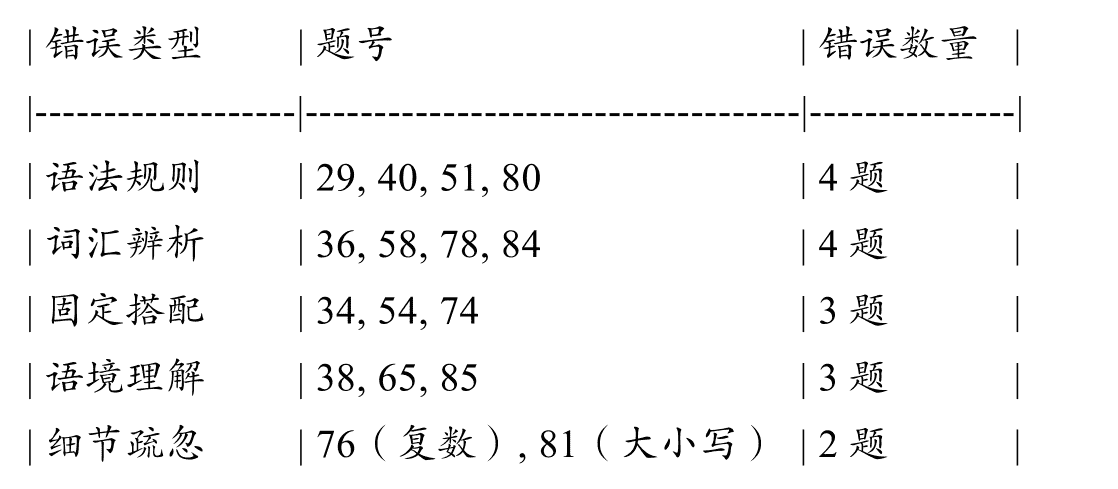 | 错误类型 | 题号 | 错误数量 |
|-------------------|------------------------------------|---------------|
| 语法规则 | 29, 40, 51, 80 | 4 题 |
| 词汇辨析 | 36, 58, 78, 84 | 4 题 |
| 固定搭配 | 34, 54, 74 | 3 题 |
| 语境理解 | 38, 65, 85 | 3 题 |
| 细节疏忽 | 76（复数）, 81（大小写） | 2 题 |